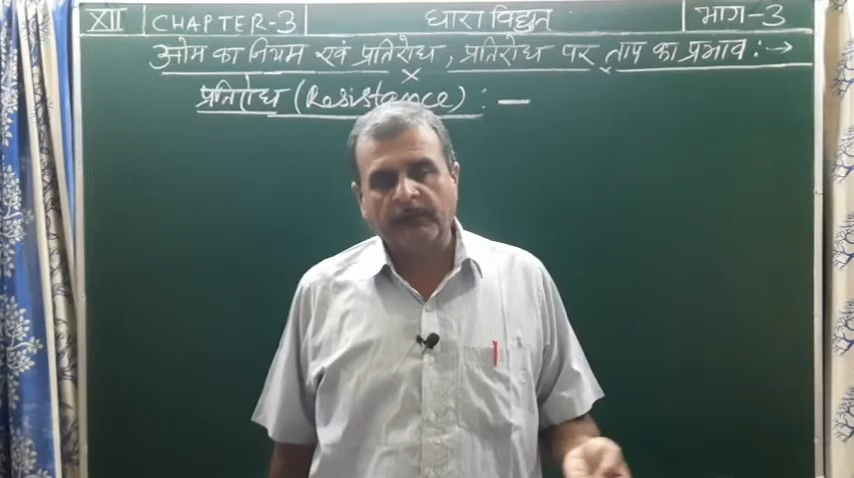 XII CHAPTER-3 धारा विद्युत भाग-3
ओम का नियम एवं प्रतिरोध, प्रतिरोध पर ताप का प्रभाव :→
×
प्रतिरोध (Resistance) : —